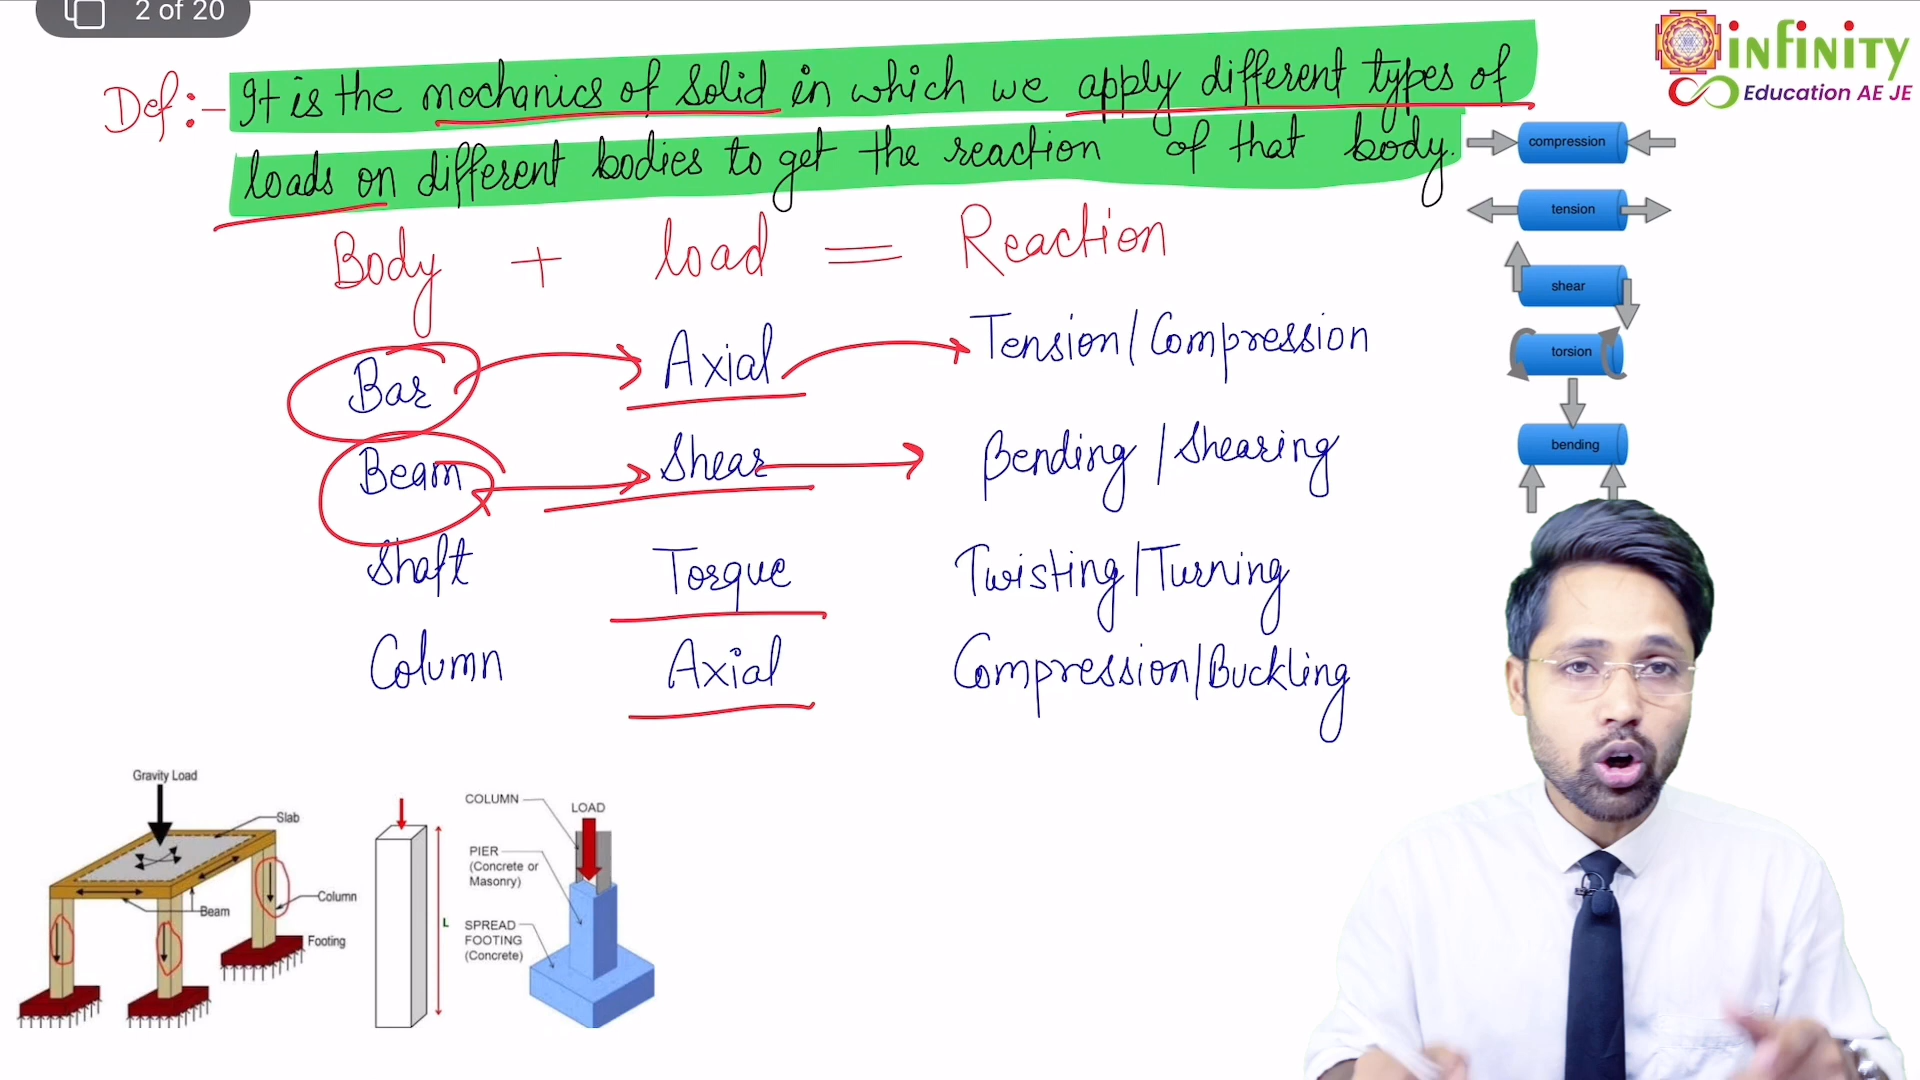 2 of 20
infinity
Education AE JE
Def:- It is the mechanics of Solid in which we apply different types of
loads on different bodies to get the reaction of that body.
Body + load = Reaction
Bar Axial Tension/Compression
Beam Shear Bending/Shearing
Shaft Torque Twisting/Turning
Column Axial Compression/Buckling
compression
tension
shear
torsion
bending
Gravity Load
Slab
Column
Beam
Footing
L
COLUMN
LOAD
PIER
(Concrete or
Masonry)
SPREAD
FOOTING
(Concrete)